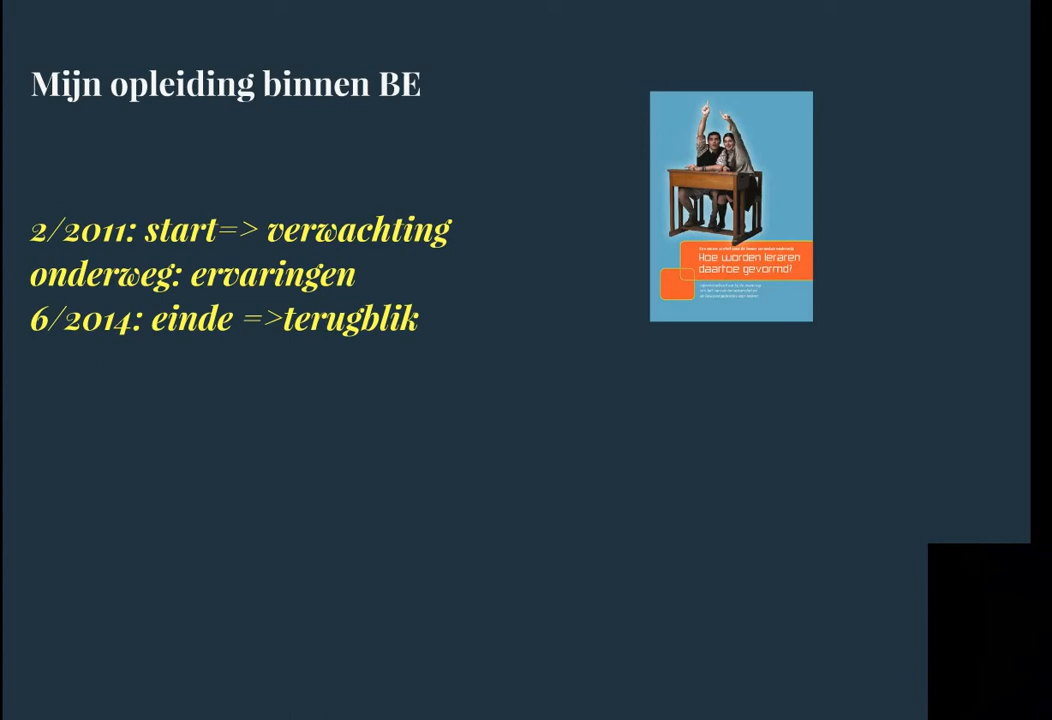 Mijn opleiding binnen BE
2/2011: start=> verwachting
onderweg: ervaringen
6/2014: einde =>terugblik
Hoe worden leraren
daartoe gevormd?